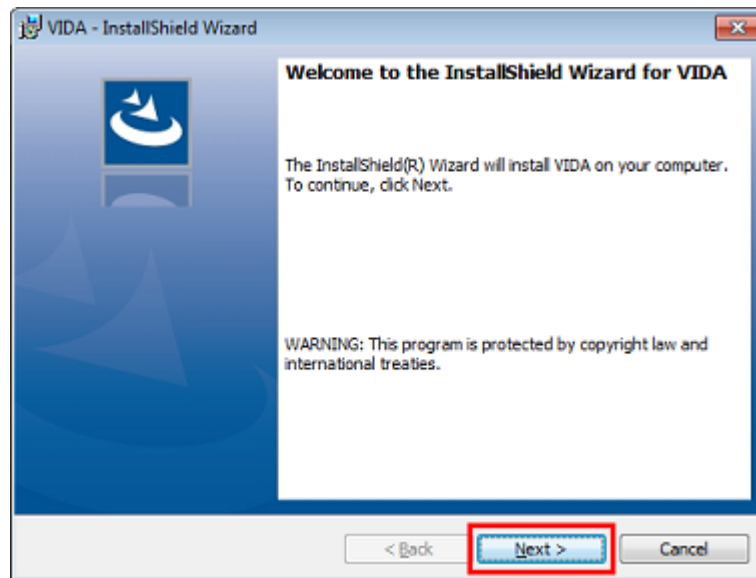 VIDA - InstallShield Wizard
Welcome to the InstallShield Wizard for VIDA
The InstallShield(R) Wizard will install VIDA on your computer.
To continue, click Next.
WARNING: This program is protected by copyright law and
international treaties.
< Back Next > Cancel